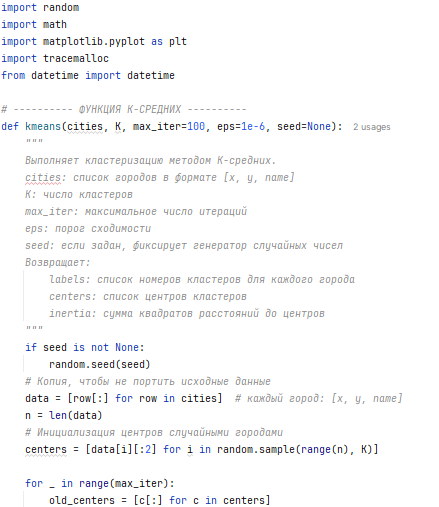 import random
import math
import matplotlib.pyplot as plt
import tracemalloc
from datetime import datetime

# ---------- ФУНКЦИЯ K-СРЕДНИХ ----------
def kmeans(cities, K, max_iter=100, eps=1e-6, seed=None): 2 usages
    """
    Выполняет кластеризацию методом K-средних.
    cities: список городов в формате [x, y, name]
    K: число кластеров
    max_iter: максимальное число итераций
    eps: порог сходимости
    seed: если задан, фиксирует генератор случайных чисел
    Возвращает:
        labels: список номеров кластеров для каждого города
        centers: список центров кластеров
        inertia: сумма квадратов расстояний до центров
    """
    if seed is not None:
        random.seed(seed)
    # Копия, чтобы не портить исходные данные
    data = [row[:] for row in cities]  # каждый город: [x, y, name]
    n = len(data)
    # Инициализация центров случайными городами
    centers = [data[i][:2] for i in random.sample(range(n), K)]

    for _ in range(max_iter):
        old_centers = [c[:] for c in centers]